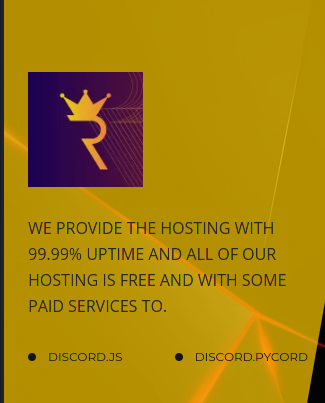 WE PROVIDE THE HOSTING WITH
99.99% UPTIME AND ALL OF OUR
HOSTING IS FREE AND WITH SOME
PAID SERVICES TO.
DISCORD.JS
DISCORD.PYCORD